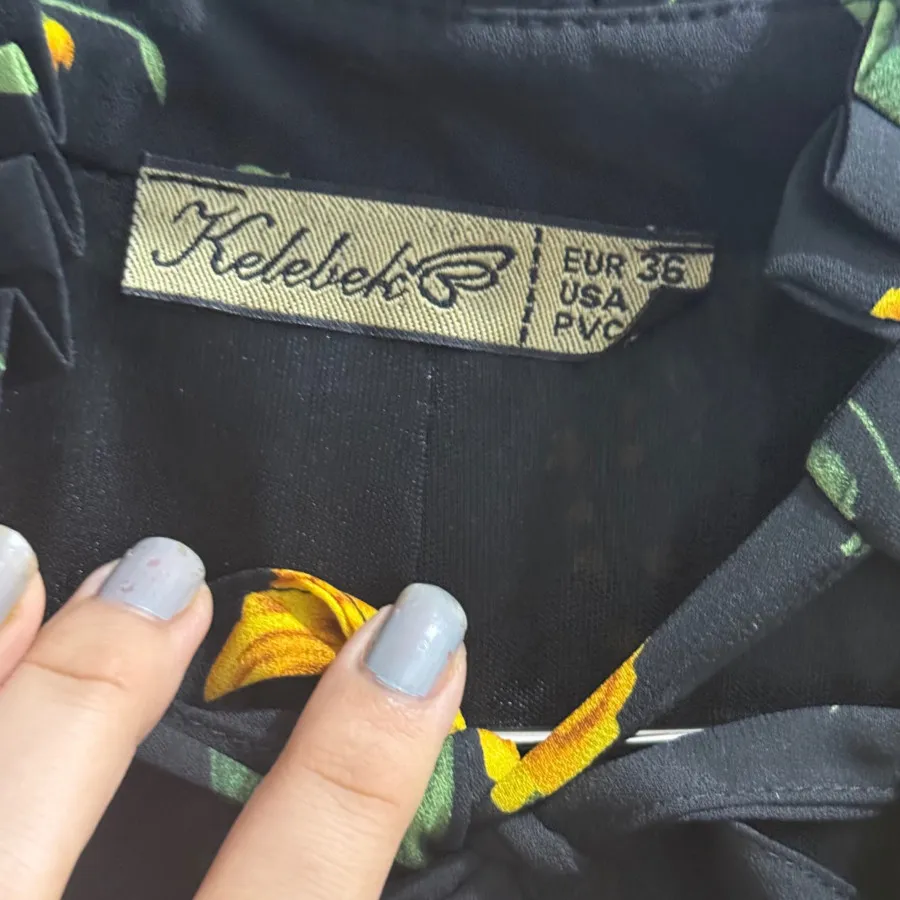 Kelebek
EUR 36
USA
PVC